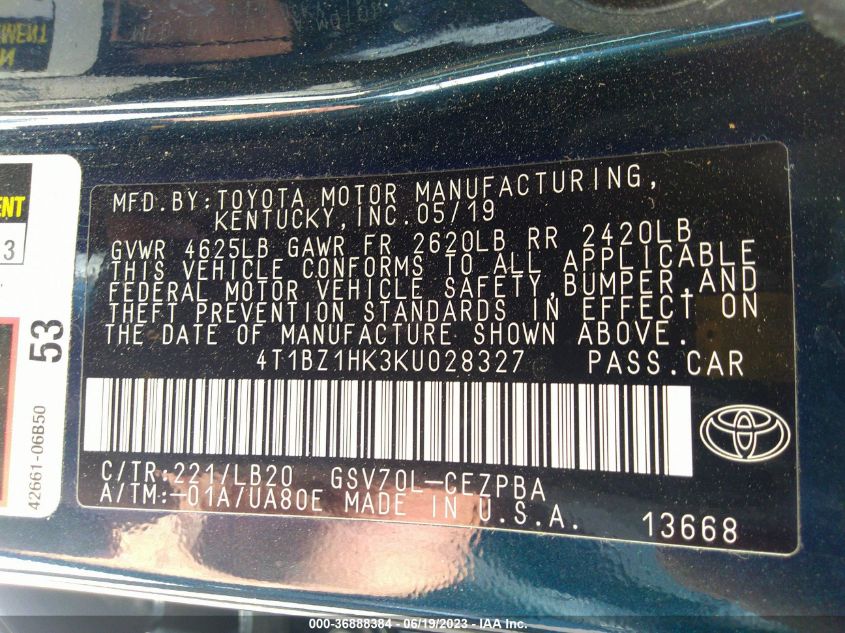 EMENT
ENT
3
53
42661-06B50
MFD.BY:TOYOTA MOTOR MANUFACTURING,
KENTUCKY,INC.05/19
GVWR 4625LB GAWR FR 2620LB RR 2420LB
THIS VEHICLE CONFORMS TO ALL APPLICABLE
FEDERAL MOTOR VEHICLE SAFETY,BUMPER,AND
THEFT PREVENTION STANDARDS IN EFFECT ON
THE DATE OF MANUFACTURE SHOWN ABOVE.
4T1BZ1HK3KU028327 PASS.CAR
C/TR:221/LB20 GSV70L-CEZPBA
A/TM:-01A/UA80E MADE IN U.S.A. 13668
000-36888384 / 06/19/2023 / IAA Inc.